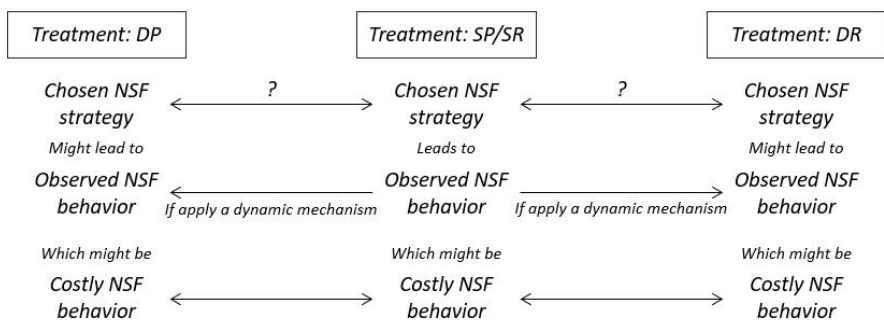 Treatment: DP
Treatment: SP/SR
Treatment: DR
Chosen NSF
strategy
?
Chosen NSF
strategy
?
Chosen NSF
strategy
Might lead to
Leads to
Might lead to
Observed NSF
behavior
If apply a dynamic mechanism
Observed NSF
behavior
If apply a dynamic mechanism
Observed NSF
behavior
Which might be
Which might be
Which might be
Costly NSF
behavior
Costly NSF
behavior
Costly NSF
behavior